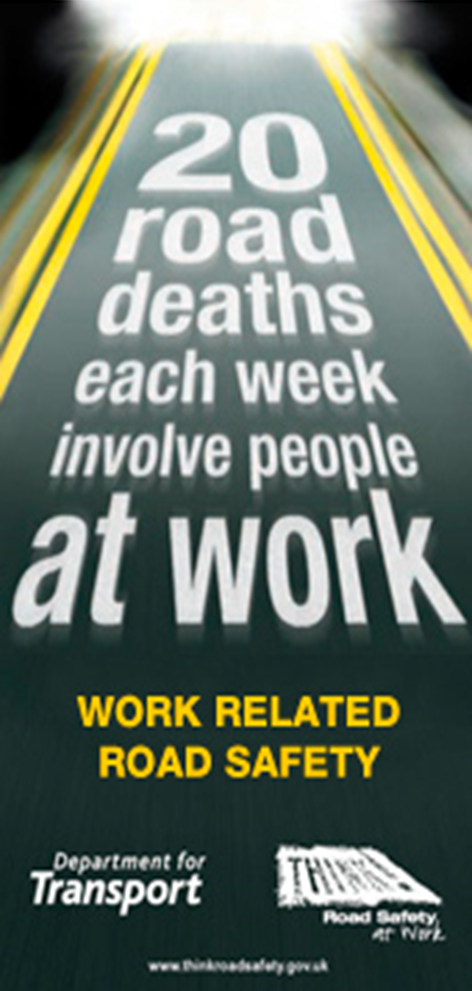 20
road
deaths
each week
involve people
at work
WORK RELATED
ROAD SAFETY
Department for
Transport
THINK!
Road Safety
at Work
www.thinkroadsafety.gov.uk